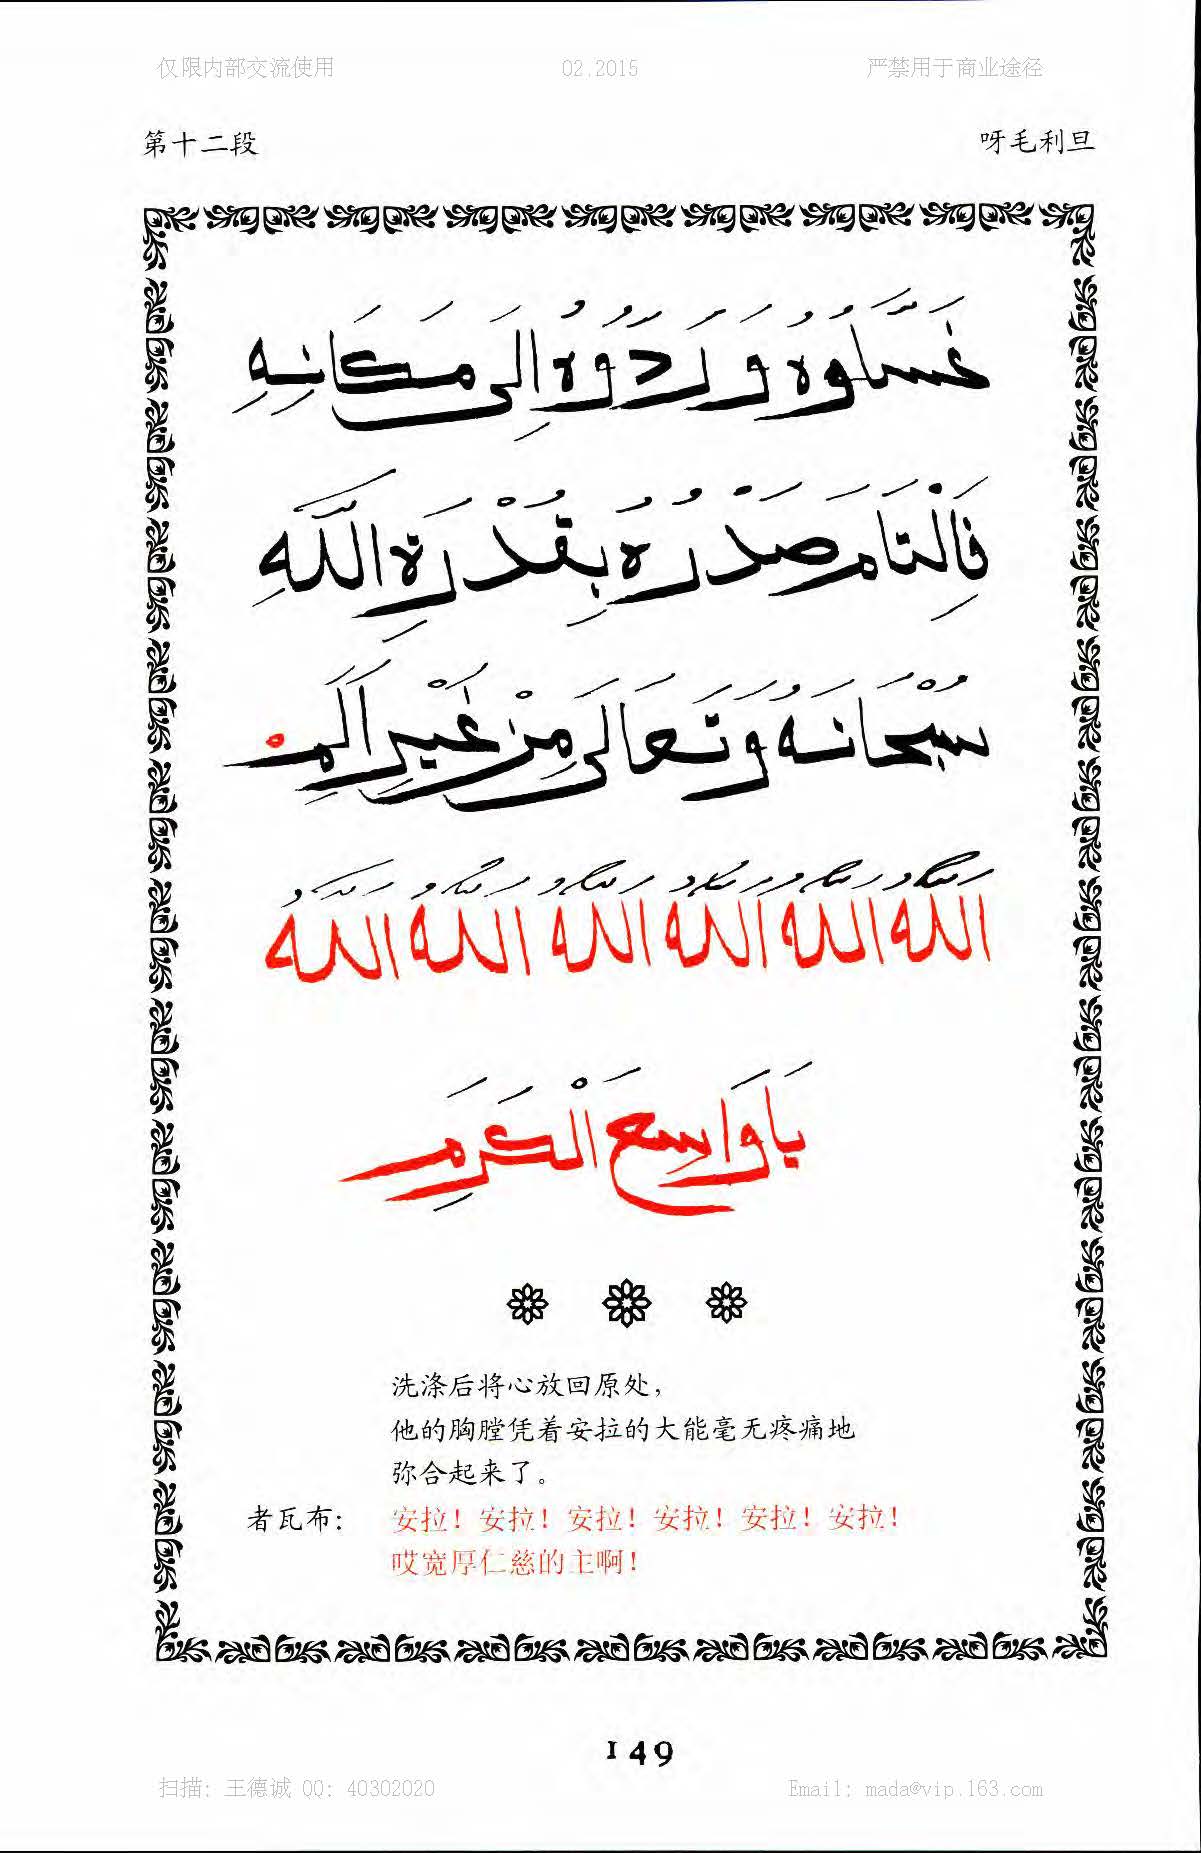 仅限内部交流使用 02.2015 严禁用于商业途径
第十二段 呀毛利旦
غَسَّلُوهُ وَرَدُّوهُ إِلَى مَكَانِهِ
فَالْتَامَ صَدْرُهُ بِقُدْرَةِ اللَّهِ
سُبْحَانَهُ وَتَعَالَى مِنْ غَيْرِ اَلَمٍ
اَللَّهُ اَللَّهُ اَللَّهُ اَللَّهُ اَللَّهُ اَللَّهُ
يَا وَاسِعَ الْكَرَمِ
洗涤后将心放回原处，
他的胸膛凭着安拉的大能毫无疼痛地
弥合起来了。
者瓦布： 安拉！安拉！安拉！安拉！安拉！安拉！
哎宽厚仁慈的主啊！
149
扫描: 王德诚 QQ: 40302020 Email: mada@vip.163.com